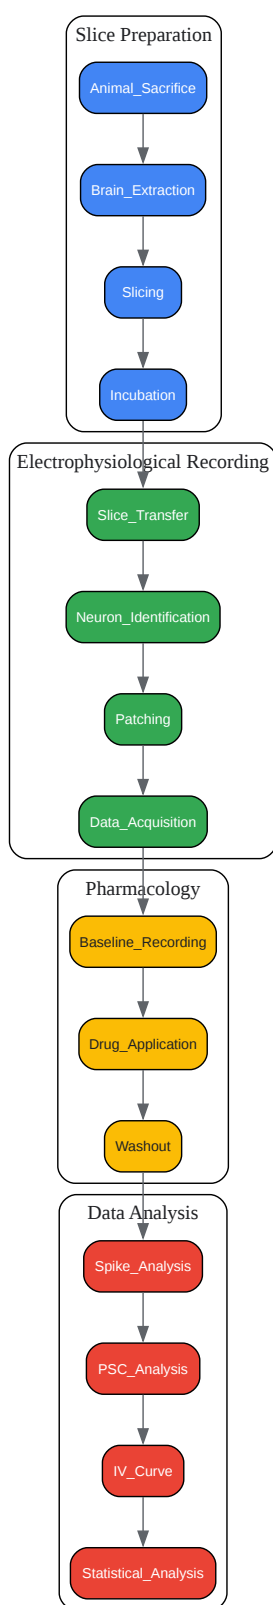 Slice Preparation
Animal_Sacrifice
Brain_Extraction
Slicing
Incubation
Electrophysiological Recording
Slice_Transfer
Neuron_Identification
Patching
Data_Acquisition
Pharmacology
Baseline_Recording
Drug_Application
Washout
Data Analysis
Spike_Analysis
PSC_Analysis
IV_Curve
Statistical_Analysis